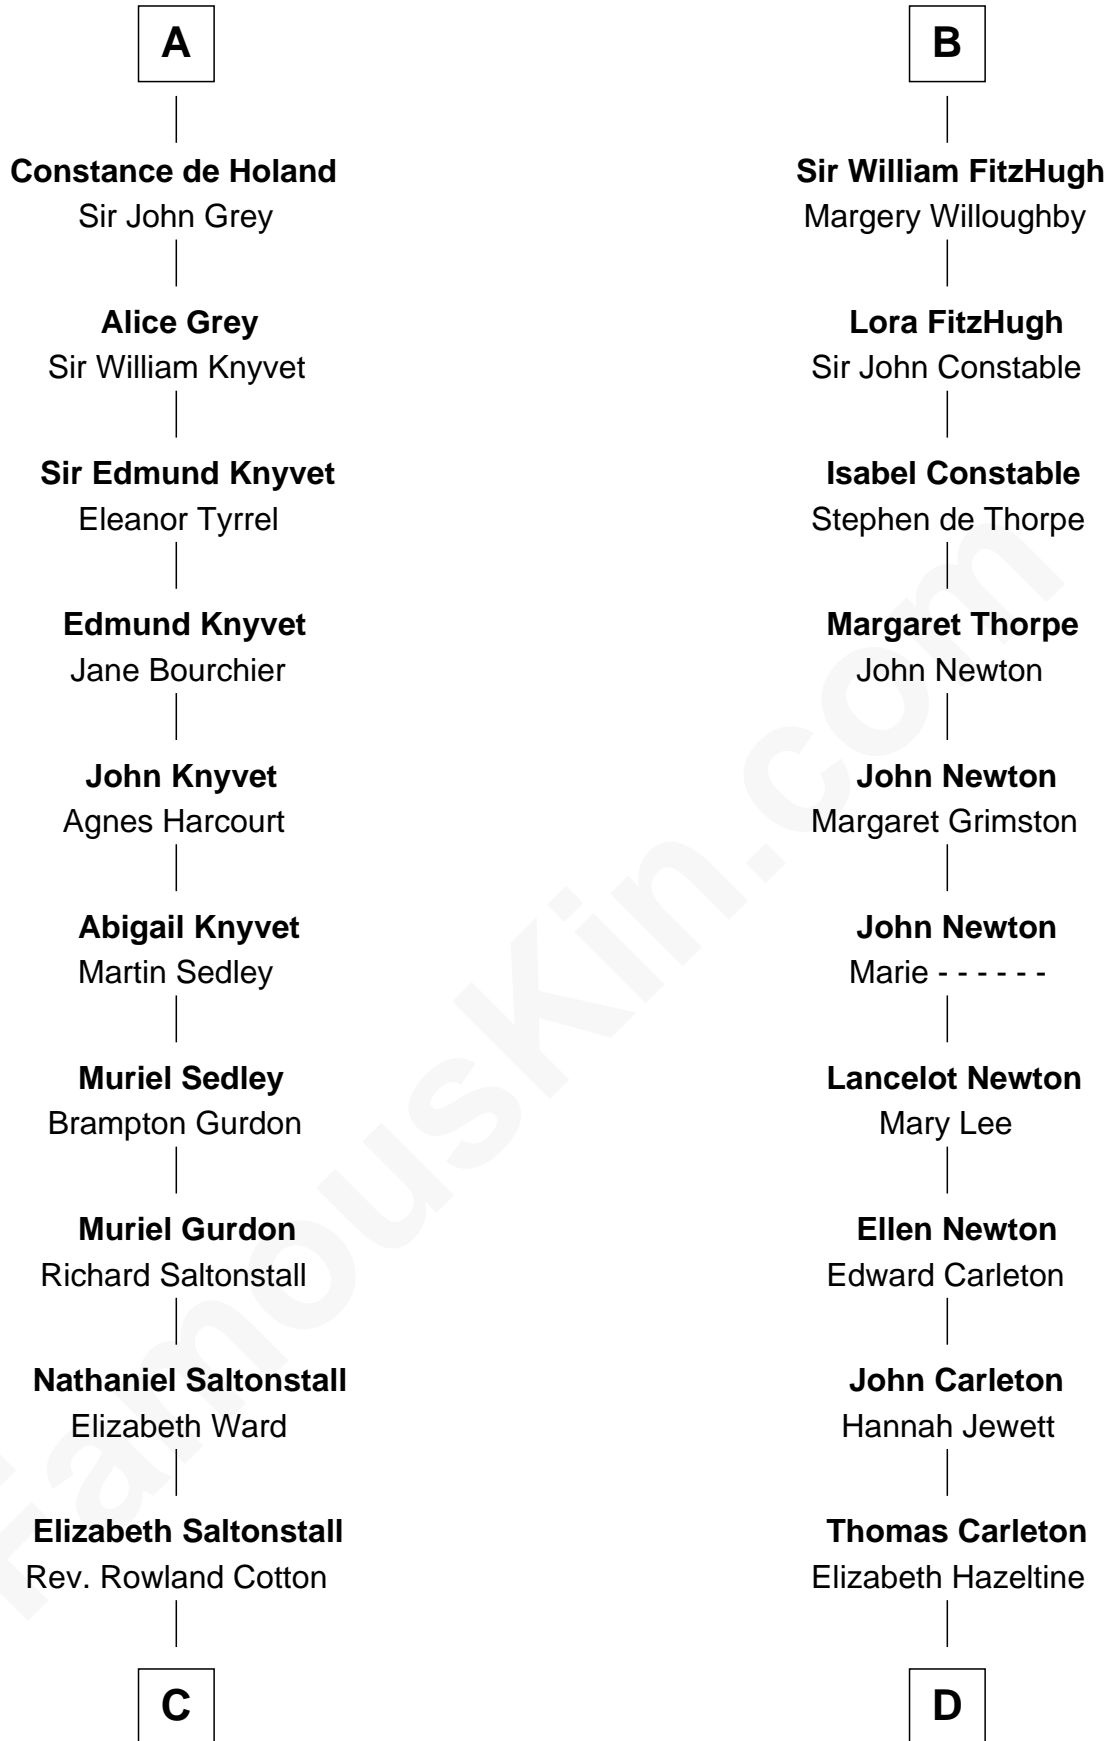 A
Constance de Holand
Sir John Grey
Alice Grey
Sir William Knyvet
Sir Edmund Knyvet
Eleanor Tyrrel
Edmund Knyvet
Jane Bourchier
John Knyvet
Agnes Harcourt
Abigail Knyvet
Martin Sedley
Muriel Sedley
Brampton Gurdon
Muriel Gurdon
Richard Saltonstall
Nathaniel Saltonstall
Elizabeth Ward
Elizabeth Saltonstall
Rev. Rowland Cotton
C
B
Sir William FitzHugh
Margery Willoughby
Lora FitzHugh
Sir John Constable
Isabel Constable
Stephen de Thorpe
Margaret Thorpe
John Newton
John Newton
Margaret Grimston
John Newton
Marie - - - - - -
Lancelot Newton
Mary Lee
Ellen Newton
Edward Carleton
John Carleton
Hannah Jewett
Thomas Carleton
Elizabeth Hazeltine
D
FamousKin.com